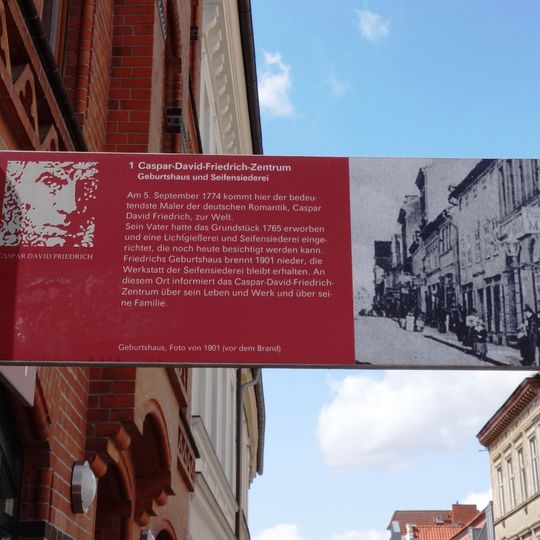 1 Caspar-David-Friedrich-Zentrum
Geburtshaus und Seifensiederei
Am 5. September 1774 kommt hier der bedeu-
tendste Maler der deutschen Romantik, Caspar
David Friedrich, zur Welt.
Sein Vater hatte das Grundstück 1765 erworben
und eine Lichtgießerei und Seifensiederei einge-
richtet, die noch heute besichtigt werden kann.
Friedrichs Geburtshaus brennt 1901 nieder, die
Werkstatt der Seifensiederei bleibt erhalten. An
diesem Ort informiert das Caspar-David-Friedrich-
Zentrum über sein Leben und Werk und über sei-
ne Familie.
Geburtshaus, Foto von 1901 (vor dem Brand)
CASPAR DAVID FRIEDRICH